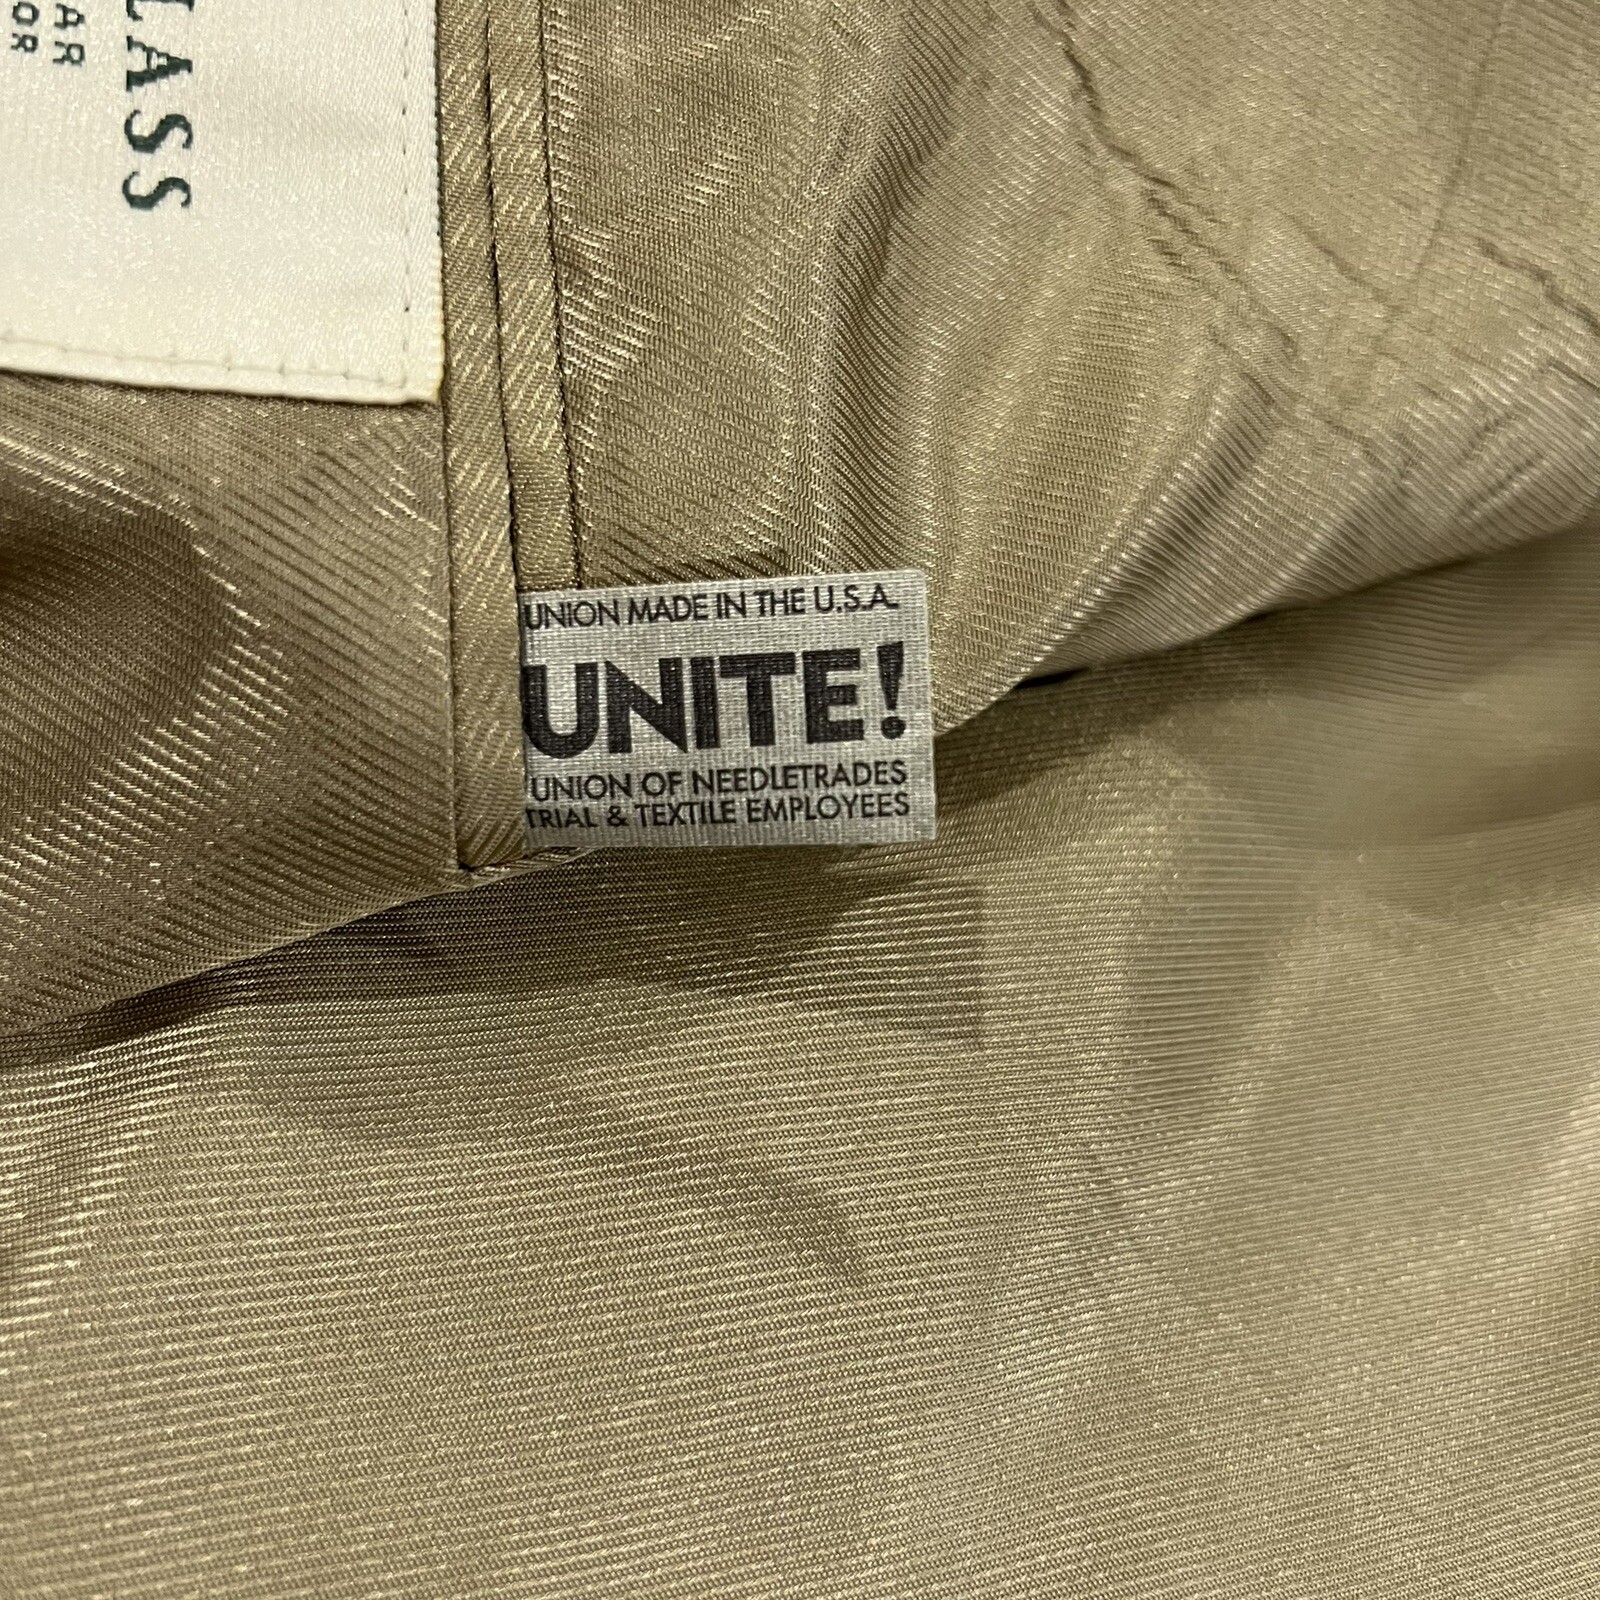 LASS
AR
OR
UNION MADE IN THE U.S.A.
UNITE!
UNION OF NEEDLETRADES
TRIAL & TEXTILE EMPLOYEES